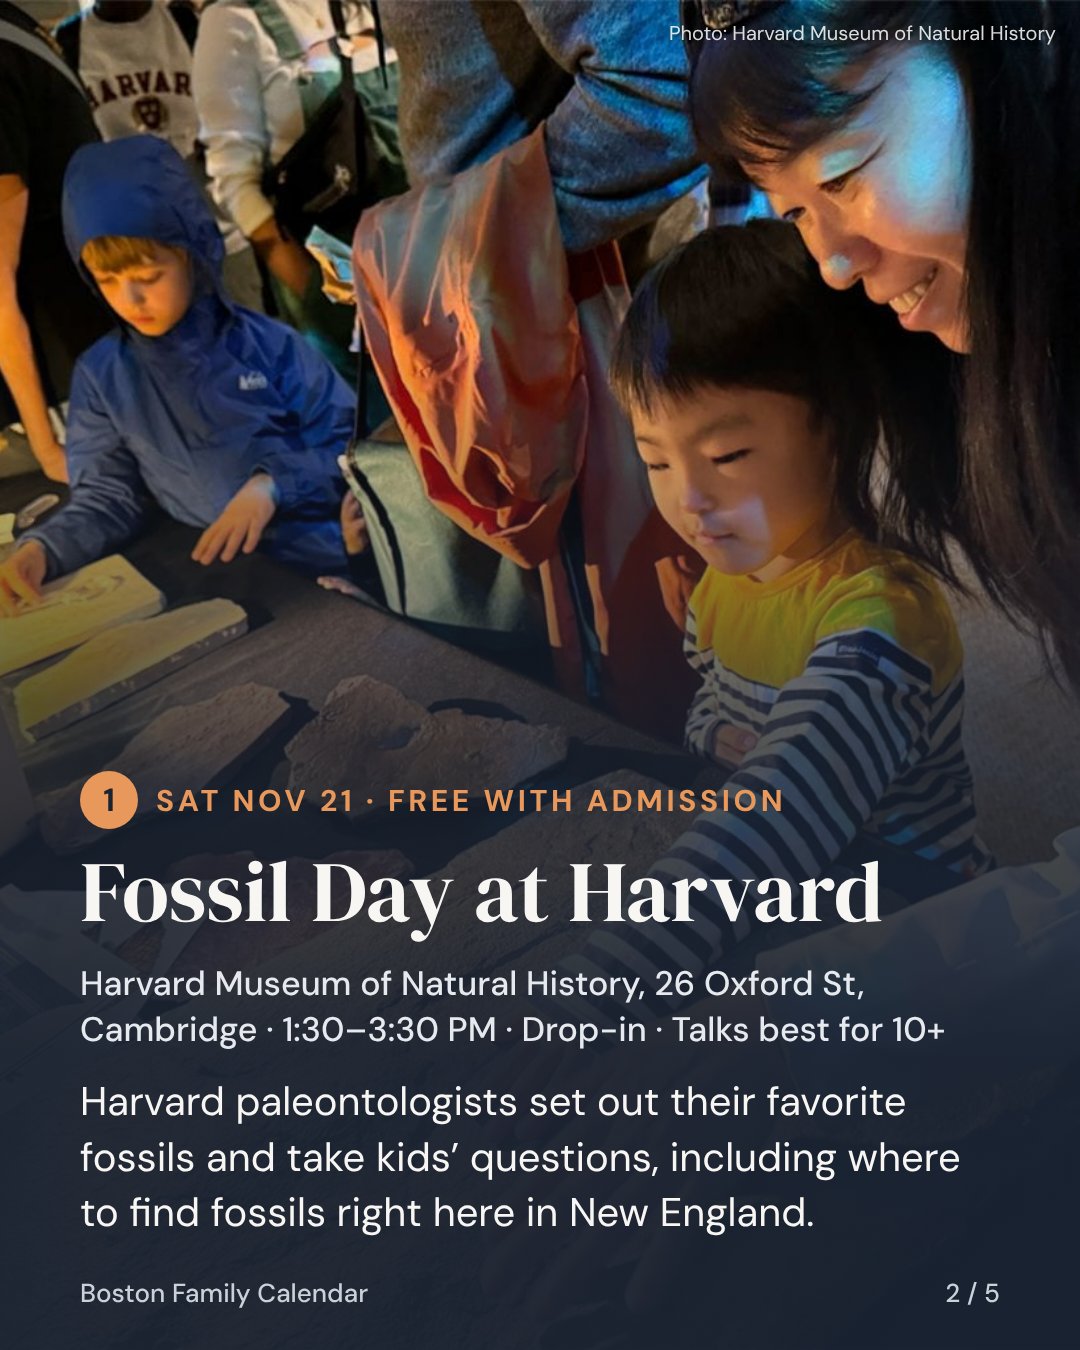 Photo: Harvard Museum of Natural History
HARVAR
1
SAT NOV 21 · FREE WITH ADMISSION
Fossil Day at Harvard
Harvard Museum of Natural History, 26 Oxford St,
Cambridge · 1:30–3:30 PM · Drop-in · Talks best for 10+
Harvard paleontologists set out their favorite
fossils and take kids’ questions, including where
to find fossils right here in New England.
Boston Family Calendar
2 / 5